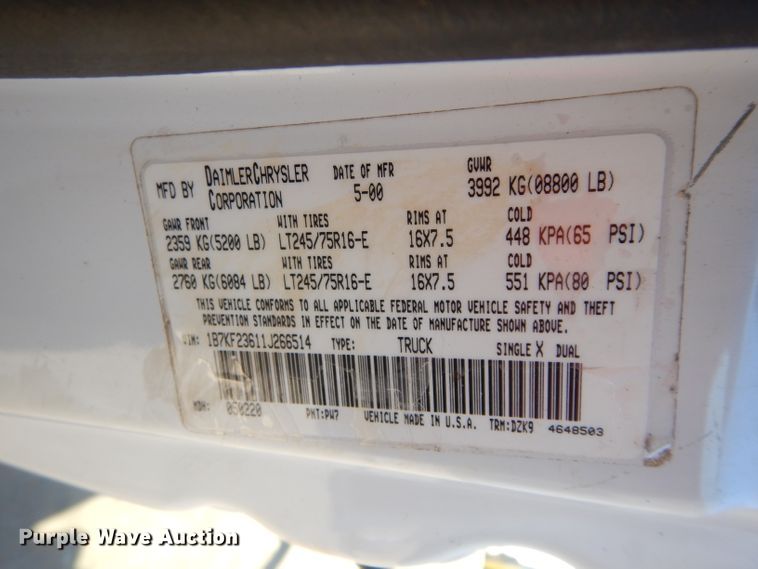 MFD BY DAIMLERCHRYSLER CORPORATION DATE OF MFR 5-00 GVWR 3992 KG(08800 LB)
GAWR FRONT WITH TIRES RIMS AT COLD
2359 KG(5200 LB) LT245/75R16-E 16X7.5 448 KPA(65 PSI)
GAWR REAR WITH TIRES RIMS AT COLD
2760 KG(6084 LB) LT245/75R16-E 16X7.5 551 KPA(80 PSI)
THIS VEHICLE CONFORMS TO ALL APPLICABLE FEDERAL MOTOR VEHICLE SAFETY AND THEFT
PREVENTION STANDARDS IN EFFECT ON THE DATE OF MANUFACTURE SHOWN ABOVE.
VIN: 1B7KF23611J266514 TYPE: TRUCK SINGLE X DUAL
MDH: 050220 PNT:PW7 VEHICLE MADE IN U.S.A. TRM:DZK9 4648503
Purple Wave Auction